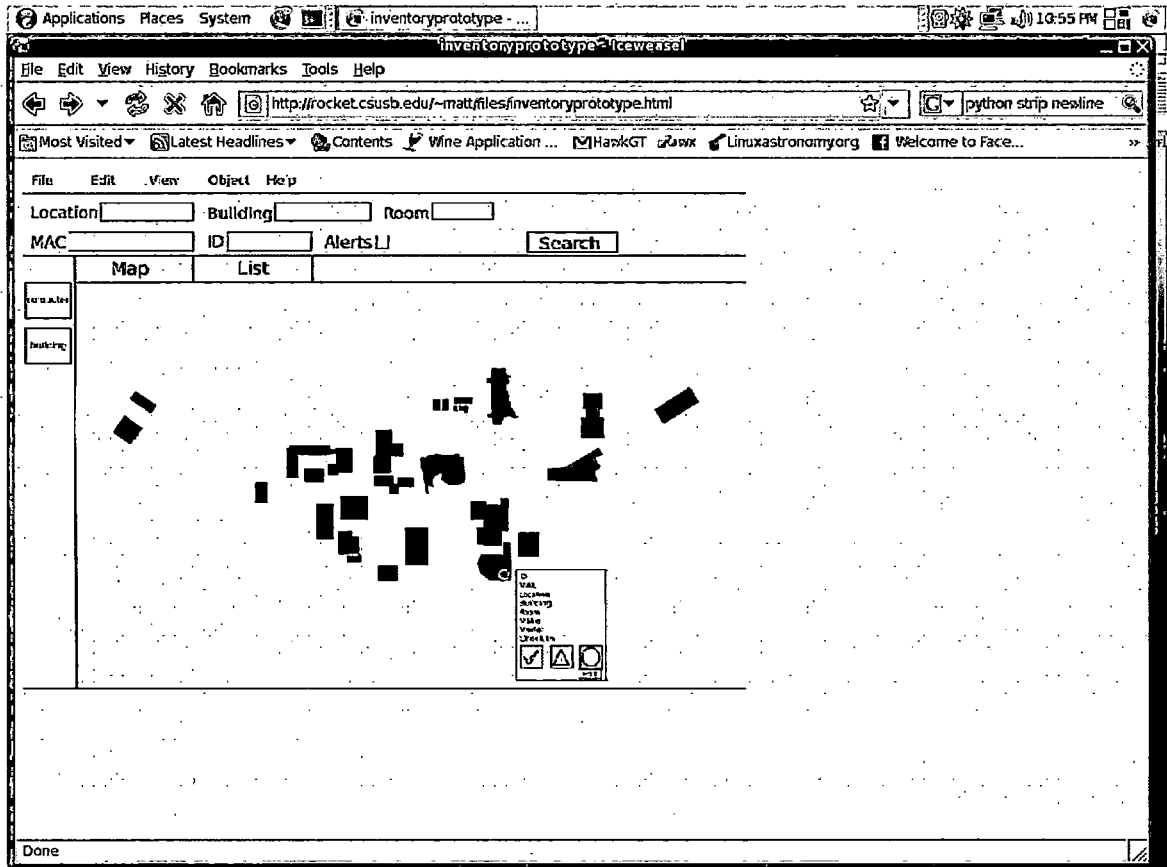 Applications Places System inventoryprototype - ... 10:55 PM
inventoryprototype - Iceweasel
File Edit View History Bookmarks Tools Help
http://rocket.csusb.edu/~matt/files/inventoryprototype.html python strip newline
Most Visited Latest Headlines Contents Wine Application ... HawkGT Linuxastronomy.org Welcome to Face...
File Edit View Object Help
Location Building Room
MAC ID Alerts Search
Map List
building
ID
MAC
Location
Building
Room
Make
Model
Done